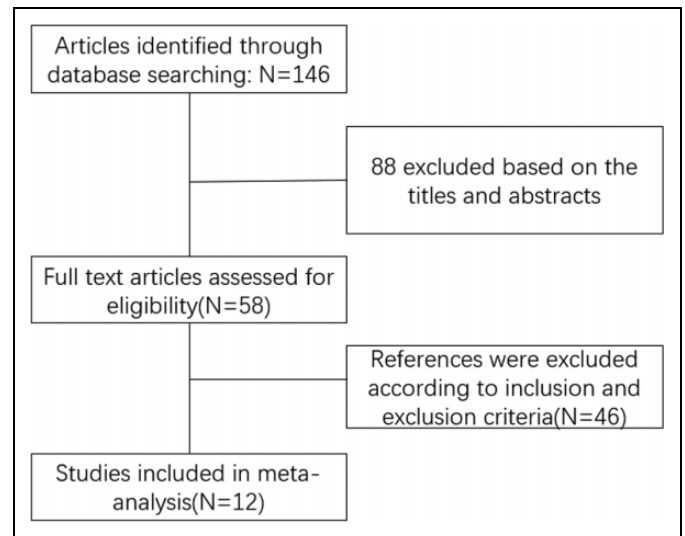 Articles identified through
database searching: N=146
88 excluded based on the
titles and abstracts
Full text articles assessed for
eligibility(N=58)
References were excluded
according to inclusion and
exclusion criteria(N=46)
Studies included in meta-
analysis(N=12)